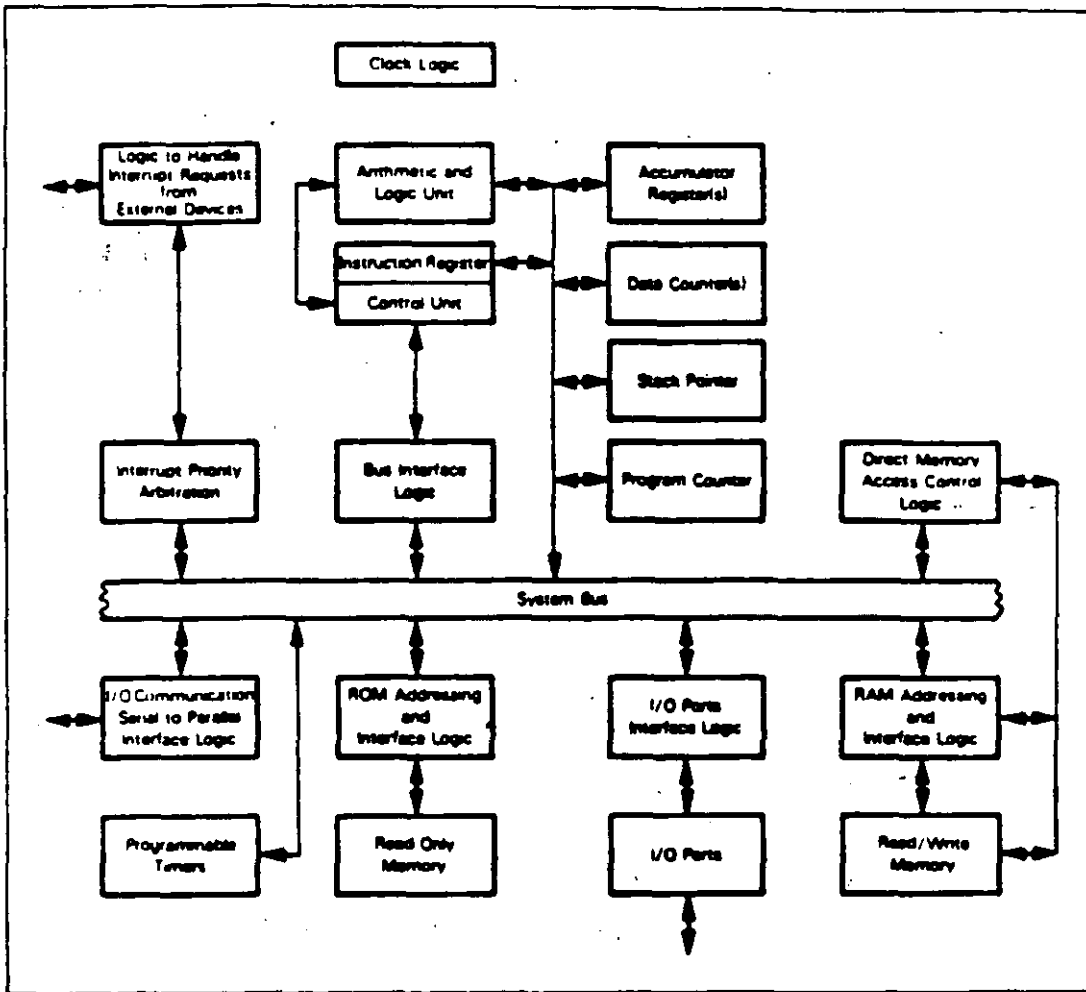 Clock Logic
Logic to Handle
Interrupt Requests
from
External Devices
Arithmetic and
Logic Unit
Accumulator
Register(s)
Instruction Register
Control Unit
Data Counter(s)
Stack Pointer
Interrupt Priority
Arbitration
Bus Interface
Logic
Program Counter
Direct Memory
Access Control
Logic
System Bus
I/O Communication
Serial to Parallel
Interface Logic
ROM Addressing
and
Interface Logic
I/O Ports
Interface Logic
RAM Addressing
and
Interface Logic
Programmable
Timers
Read Only
Memory
I/O Ports
Read/Write
Memory